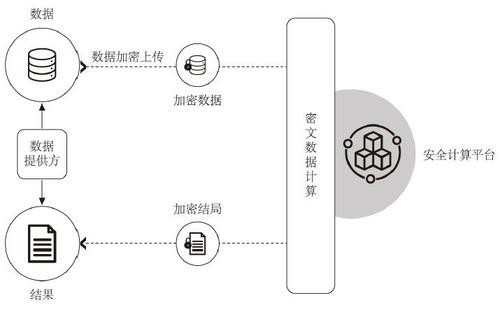 数据
数据加密上传
加密数据
数据
提供方
密文数据计算
安全计算平台
加密结局
结果